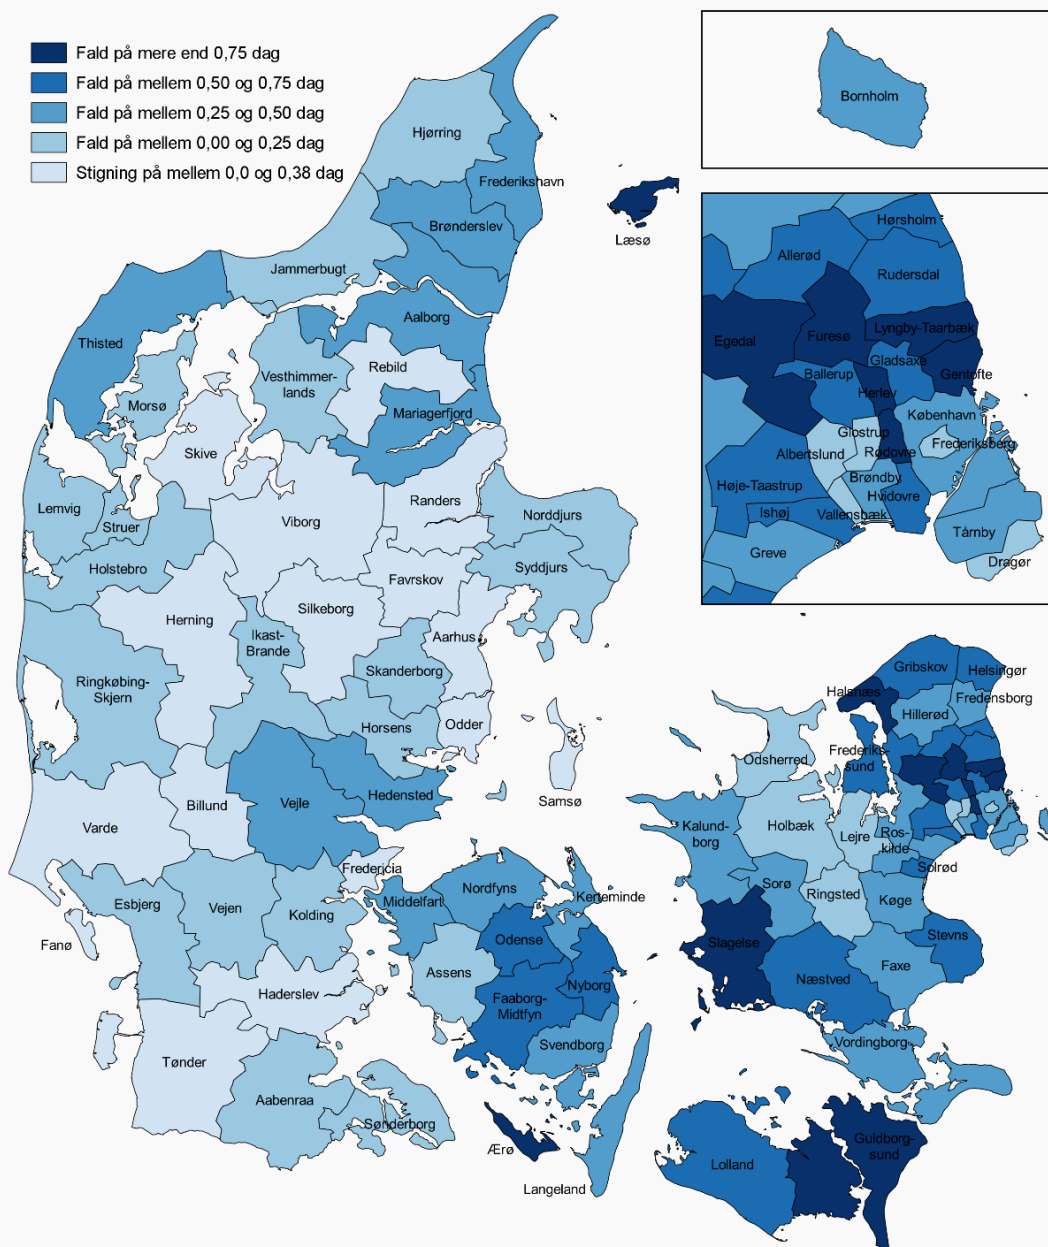 Fald på mere end 0,75 dag
Fald på mellem 0,50 og 0,75 dag
Fald på mellem 0,25 og 0,50 dag
Fald på mellem 0,00 og 0,25 dag
Stigning på mellem 0,0 og 0,38 dag
Hjørring
Frederikshavn
Brønderslev
Læsø
Jammerbugt
Aalborg
Thisted
Rebild
Vesthimmer-
lands
Morsø
Mariagerfjord
Skive
Randers
Lemvig
Viborg
Norddjurs
Struer
Holstebro
Favrskov
Syddjurs
Silkeborg
Herning
Ikast-
Brande
Aarhus
Skanderborg
Ringkøbing-
Skjern
Horsens
Odder
Samsø
Billund
Vejle
Hedensted
Varde
Fredericia
Esbjerg
Vejen
Kolding
Fanø
Haderslev
Tønder
Aabenraa
Sønderborg
Nordfyns
Middelfart
Kerteminde
Odense
Assens
Nyborg
Faaborg-
Midtfyn
Svendborg
Ærø
Langeland
Bornholm
Hørsholm
Allerød
Rudersdal
Egedal
Furesø
Lyngby-Taarbæk
Gladsaxe
Ballerup
Gentofte
Herlev
København
Glostrup
Frederiksberg
Albertslund
Rødovre
Høje-Taastrup
Brøndby
Hvidovre
Ishøj
Vallensbæk
Greve
Tårnby
Dragør
Gribskov
Helsingør
Halsnæs
Fredensborg
Hillerød
Frederiks-
sund
Odsherred
Kalund-
borg
Holbæk
Lejre
Ros-
kilde
Solrød
Sorø
Ringsted
Køge
Slagelse
Stevns
Næstved
Faxe
Vordingborg
Guldborg-
sund
Lolland